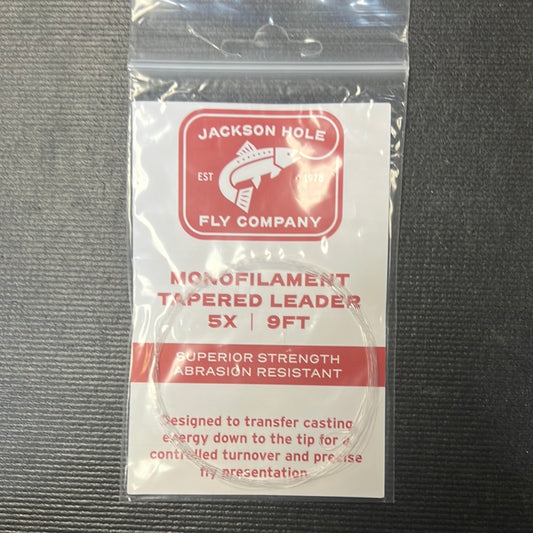 JACKSON HOLE
EST 1978
FLY COMPANY
MONOFILAMENT
TAPERED LEADER
5X | 9FT
SUPERIOR STRENGTH
ABRASION RESISTANT
Designed to transfer casting
energy down to the tip for a
controlled turnover and precise
fly presentation.